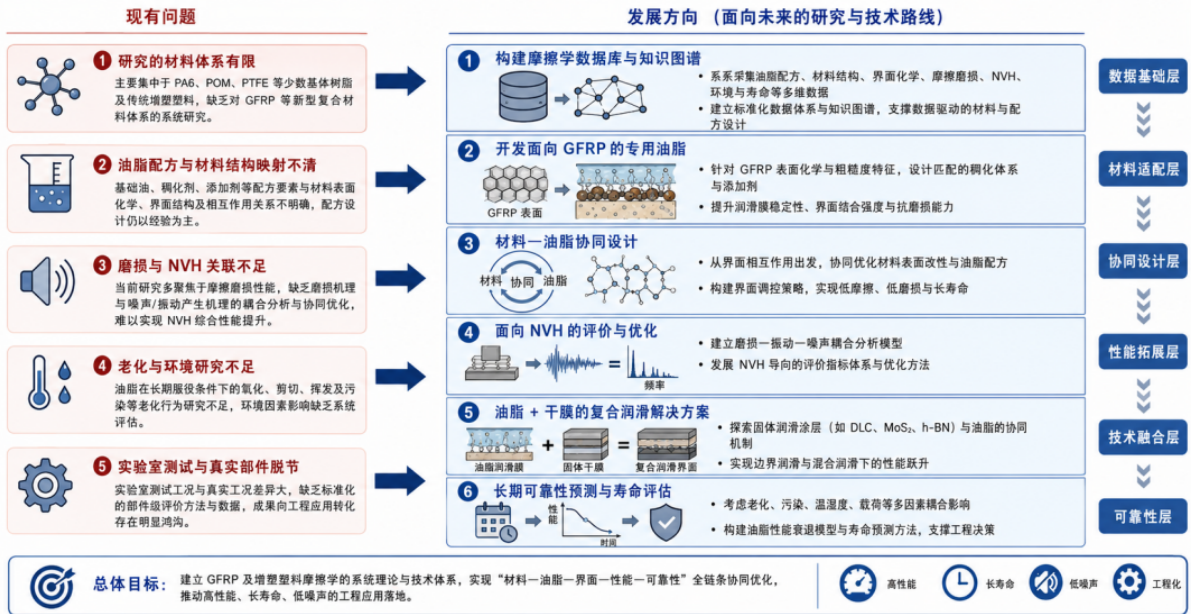 现有问题
发展方向 （面向未来的研究与技术路线）
1 研究的材料体系有限
主要集中于 PA6、POM、PTFE 等少数基体树脂
及传统增塑塑料，缺乏对 GFRP 等新型复合材
料体系的系统研究。
2 油脂配方与材料结构映射不清
基础油、稠化剂、添加剂等配方要素与材料表面
化学、界面结构及相互作用关系不明确，配方设
计仍以经验为主。
3 磨损与 NVH 关联不足
当前研究多聚焦于摩擦磨损性能，缺乏磨损机理
与噪声/振动产生机理的耦合分析与协同优化，
难以实现 NVH 综合性能提升。
4 老化与环境研究不足
油脂在长期服役条件下的氧化、剪切、挥发及污
染等老化行为研究不足，环境因素影响缺乏系统
评估。
5 实验室测试与真实部件脱节
实验室测试工况与真实工况差异大，缺乏标准化
的部件级评价方法与数据，成果向工程应用转化
存在明显鸿沟。
1 构建摩擦学数据库与知识图谱
• 系系采集油脂配方、材料结构、界面化学、摩擦磨损、NVH、
环境与寿命等多维数据
• 建立标准化数据体系与知识图谱，支撑数据驱动的材料与配
方设计
2 开发面向 GFRP 的专用油脂
GFRP 表面
• 针对 GFRP 表面化学与粗糙度特征，设计匹配的稠化体系
与添加剂
• 提升润滑膜稳定性、界面结合强度与抗磨损能力
3 材料—油脂协同设计
材料 协同 油脂
• 从界面相互作用出发，协同优化材料表面改性与油脂配方
• 构建界面调控策略，实现低摩擦、低磨损与长寿命
4 面向 NVH 的评价与优化
=
频率
• 建立磨损—振动—噪声耦合分析模型
• 发展 NVH 导向的评价指标体系与优化方法
5 油脂 + 干膜的复合润滑解决方案
+ =
油脂润滑膜 固体干膜 复合润滑界面
• 探索固体润滑涂层（如 DLC、MoS₂、h-BN）与油脂的协同
机制
• 实现边界润滑与混合润滑下的性能跃升
6 长期可靠性预测与寿命评估
性能
时间
• 考虑老化、污染、温湿度、载荷等多因素耦合影响
• 构建油脂性能衰退模型与寿命预测方法，支撑工程决策
数据基础层
材料适配层
协同设计层
性能拓展层
技术融合层
可靠性层
总体目标： 建立 GFRP 及增塑塑料摩擦学的系统理论与技术体系，实现“材料—油脂—界面—性能—可靠性”全链条协同优化，
推动高性能、长寿命、低噪声的工程应用落地。
高性能 长寿命 低噪声 工程化